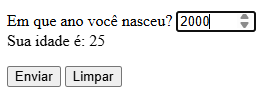 Em que ano você nasceu? 2000
Sua idade é: 25
Enviar Limpar